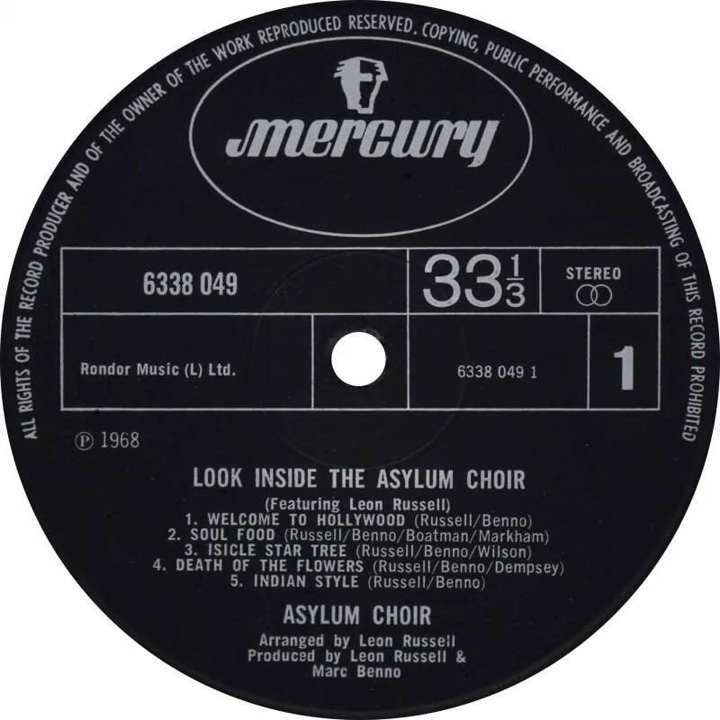 ALL RIGHTS OF THE RECORD PRODUCER AND OF THE OWNER OF THE WORK REPRODUCED RESERVED. COPYING, PUBLIC PERFORMANCE AND BROADCASTING OF THIS RECORD PROHIBITED
mercury
6338 049
33 1/3
STEREO
Rondor Music (L) Ltd.
6338 049 1
1
Ⓟ 1968
LOOK INSIDE THE ASYLUM CHOIR
(Featuring Leon Russell)
1. WELCOME TO HOLLYWOOD (Russell/Benno)
2. SOUL FOOD (Russell/Benno/Boatman/Markham)
3. ISICLE STAR TREE (Russell/Benno/Wilson)
4. DEATH OF THE FLOWERS (Russell/Benno/Dempsey)
5. INDIAN STYLE (Russell/Benno)
ASYLUM CHOIR
Arranged by Leon Russell
Produced by Leon Russell &
Marc Benno